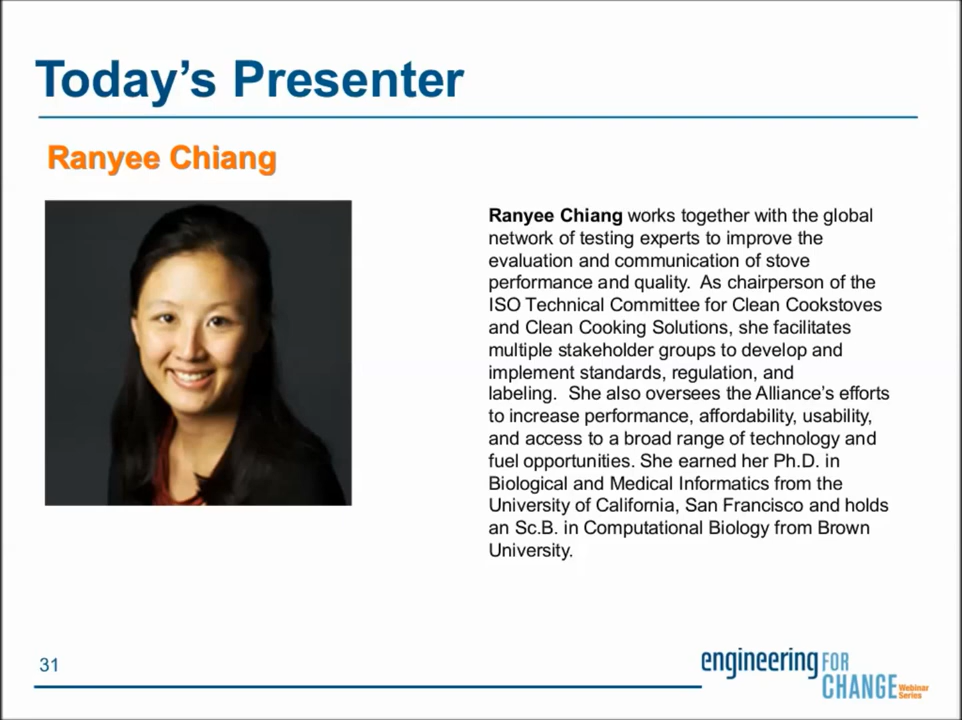 Today's Presenter
Ranyee Chiang
Ranyee Chiang works together with the global
network of testing experts to improve the
evaluation and communication of stove
performance and quality.  As chairperson of the
ISO Technical Committee for Clean Cookstoves
and Clean Cooking Solutions, she facilitates
multiple stakeholder groups to develop and
implement standards, regulation, and
labeling.  She also oversees the Alliance's efforts
to increase performance, affordability, usability,
and access to a broad range of technology and
fuel opportunities. She earned her Ph.D. in
Biological and Medical Informatics from the
University of California, San Francisco and holds
an Sc.B. in Computational Biology from Brown
University.
31
engineering FOR
CHANGE Webinar
Series